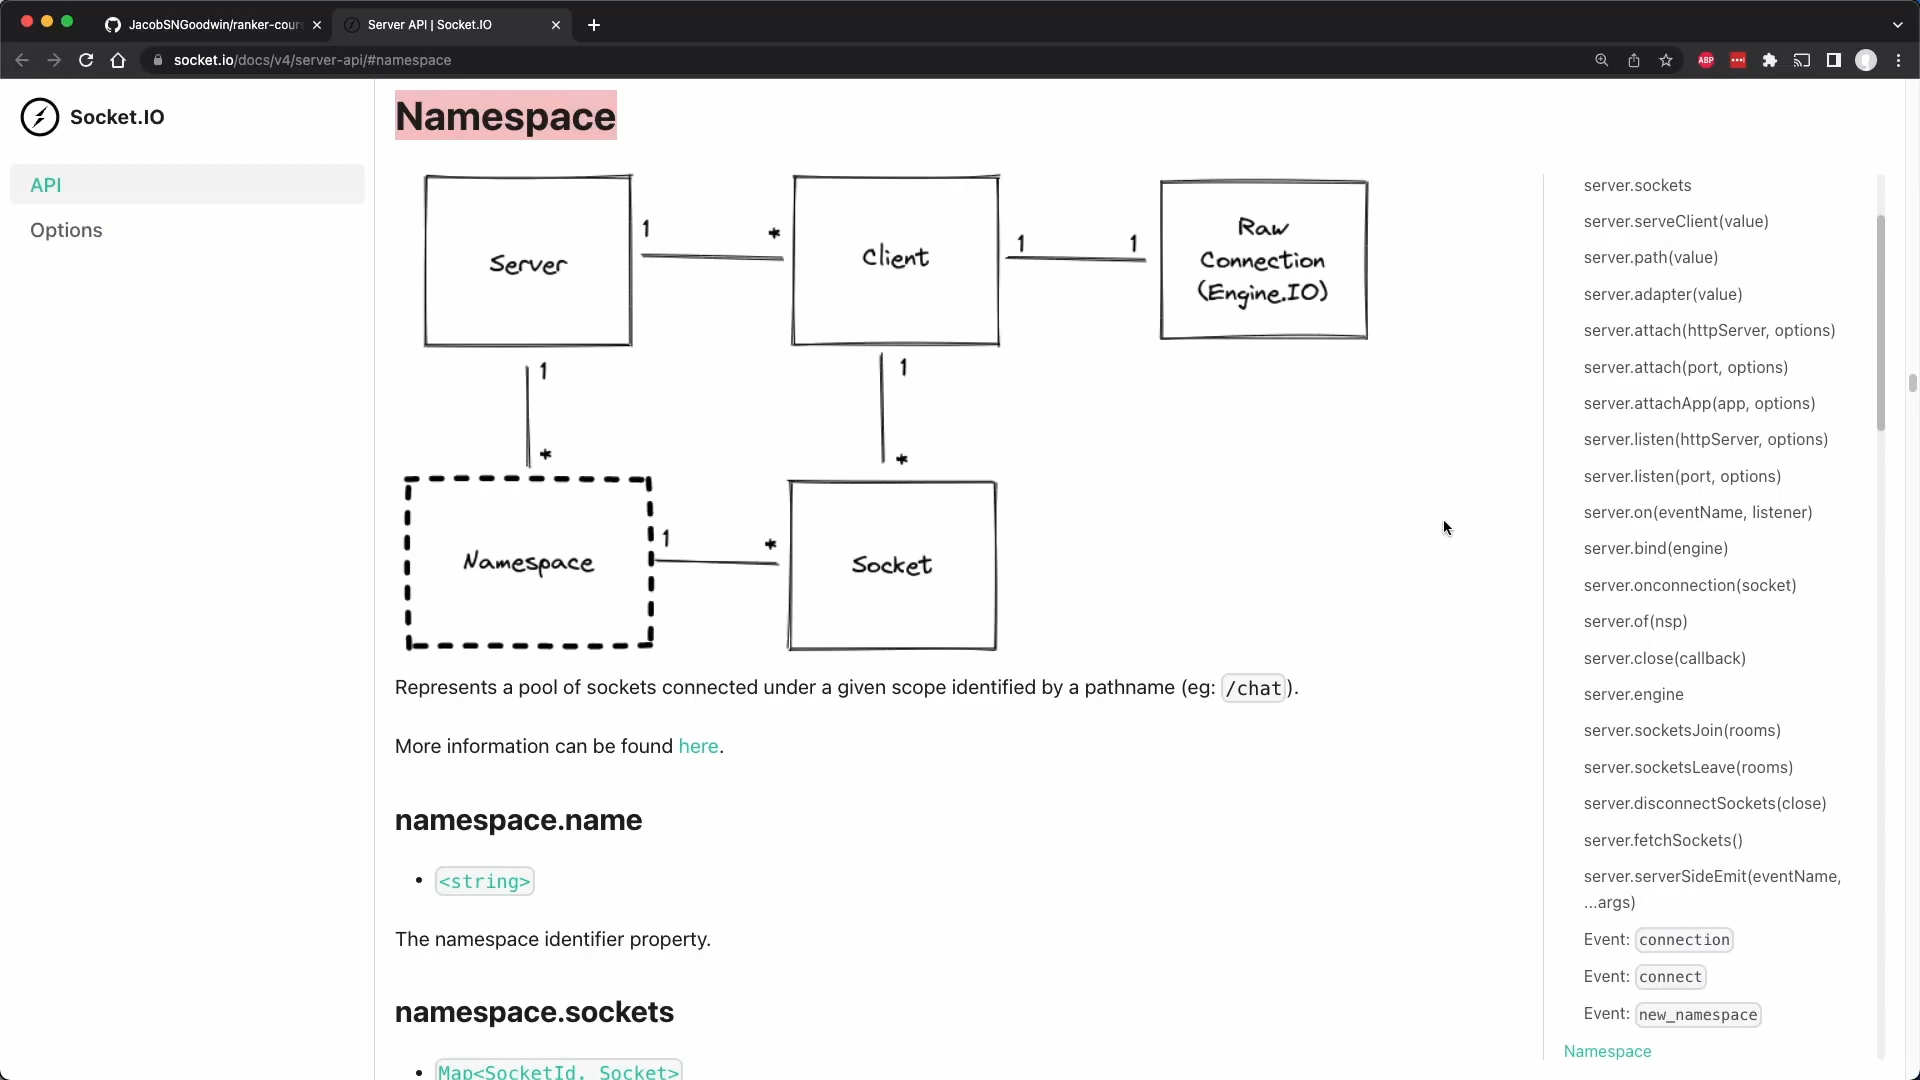 JacobSNGoodwin/ranker-cour
Server API | Socket.IO
socket.io/docs/v4/server-api/#namespace
ABP
Socket.IO
API
Options
Namespace
Server
1
*
Client
1
1
Raw
Connection
(Engine.IO)
1
*
1
*
Namespace
1
*
Socket
Represents a pool of sockets connected under a given scope identified by a pathname (eg: /chat).
More information can be found here.
namespace.name
• <string>
The namespace identifier property.
namespace.sockets
• Map<SocketId, Socket>
server.sockets
server.serveClient(value)
server.path(value)
server.adapter(value)
server.attach(httpServer, options)
server.attach(port, options)
server.attachApp(app, options)
server.listen(httpServer, options)
server.listen(port, options)
server.on(eventName, listener)
server.bind(engine)
server.onconnection(socket)
server.of(nsp)
server.close(callback)
server.engine
server.socketsJoin(rooms)
server.socketsLeave(rooms)
server.disconnectSockets(close)
server.fetchSockets()
server.serverSideEmit(eventName,
...args)
Event: connection
Event: connect
Event: new_namespace
Namespace